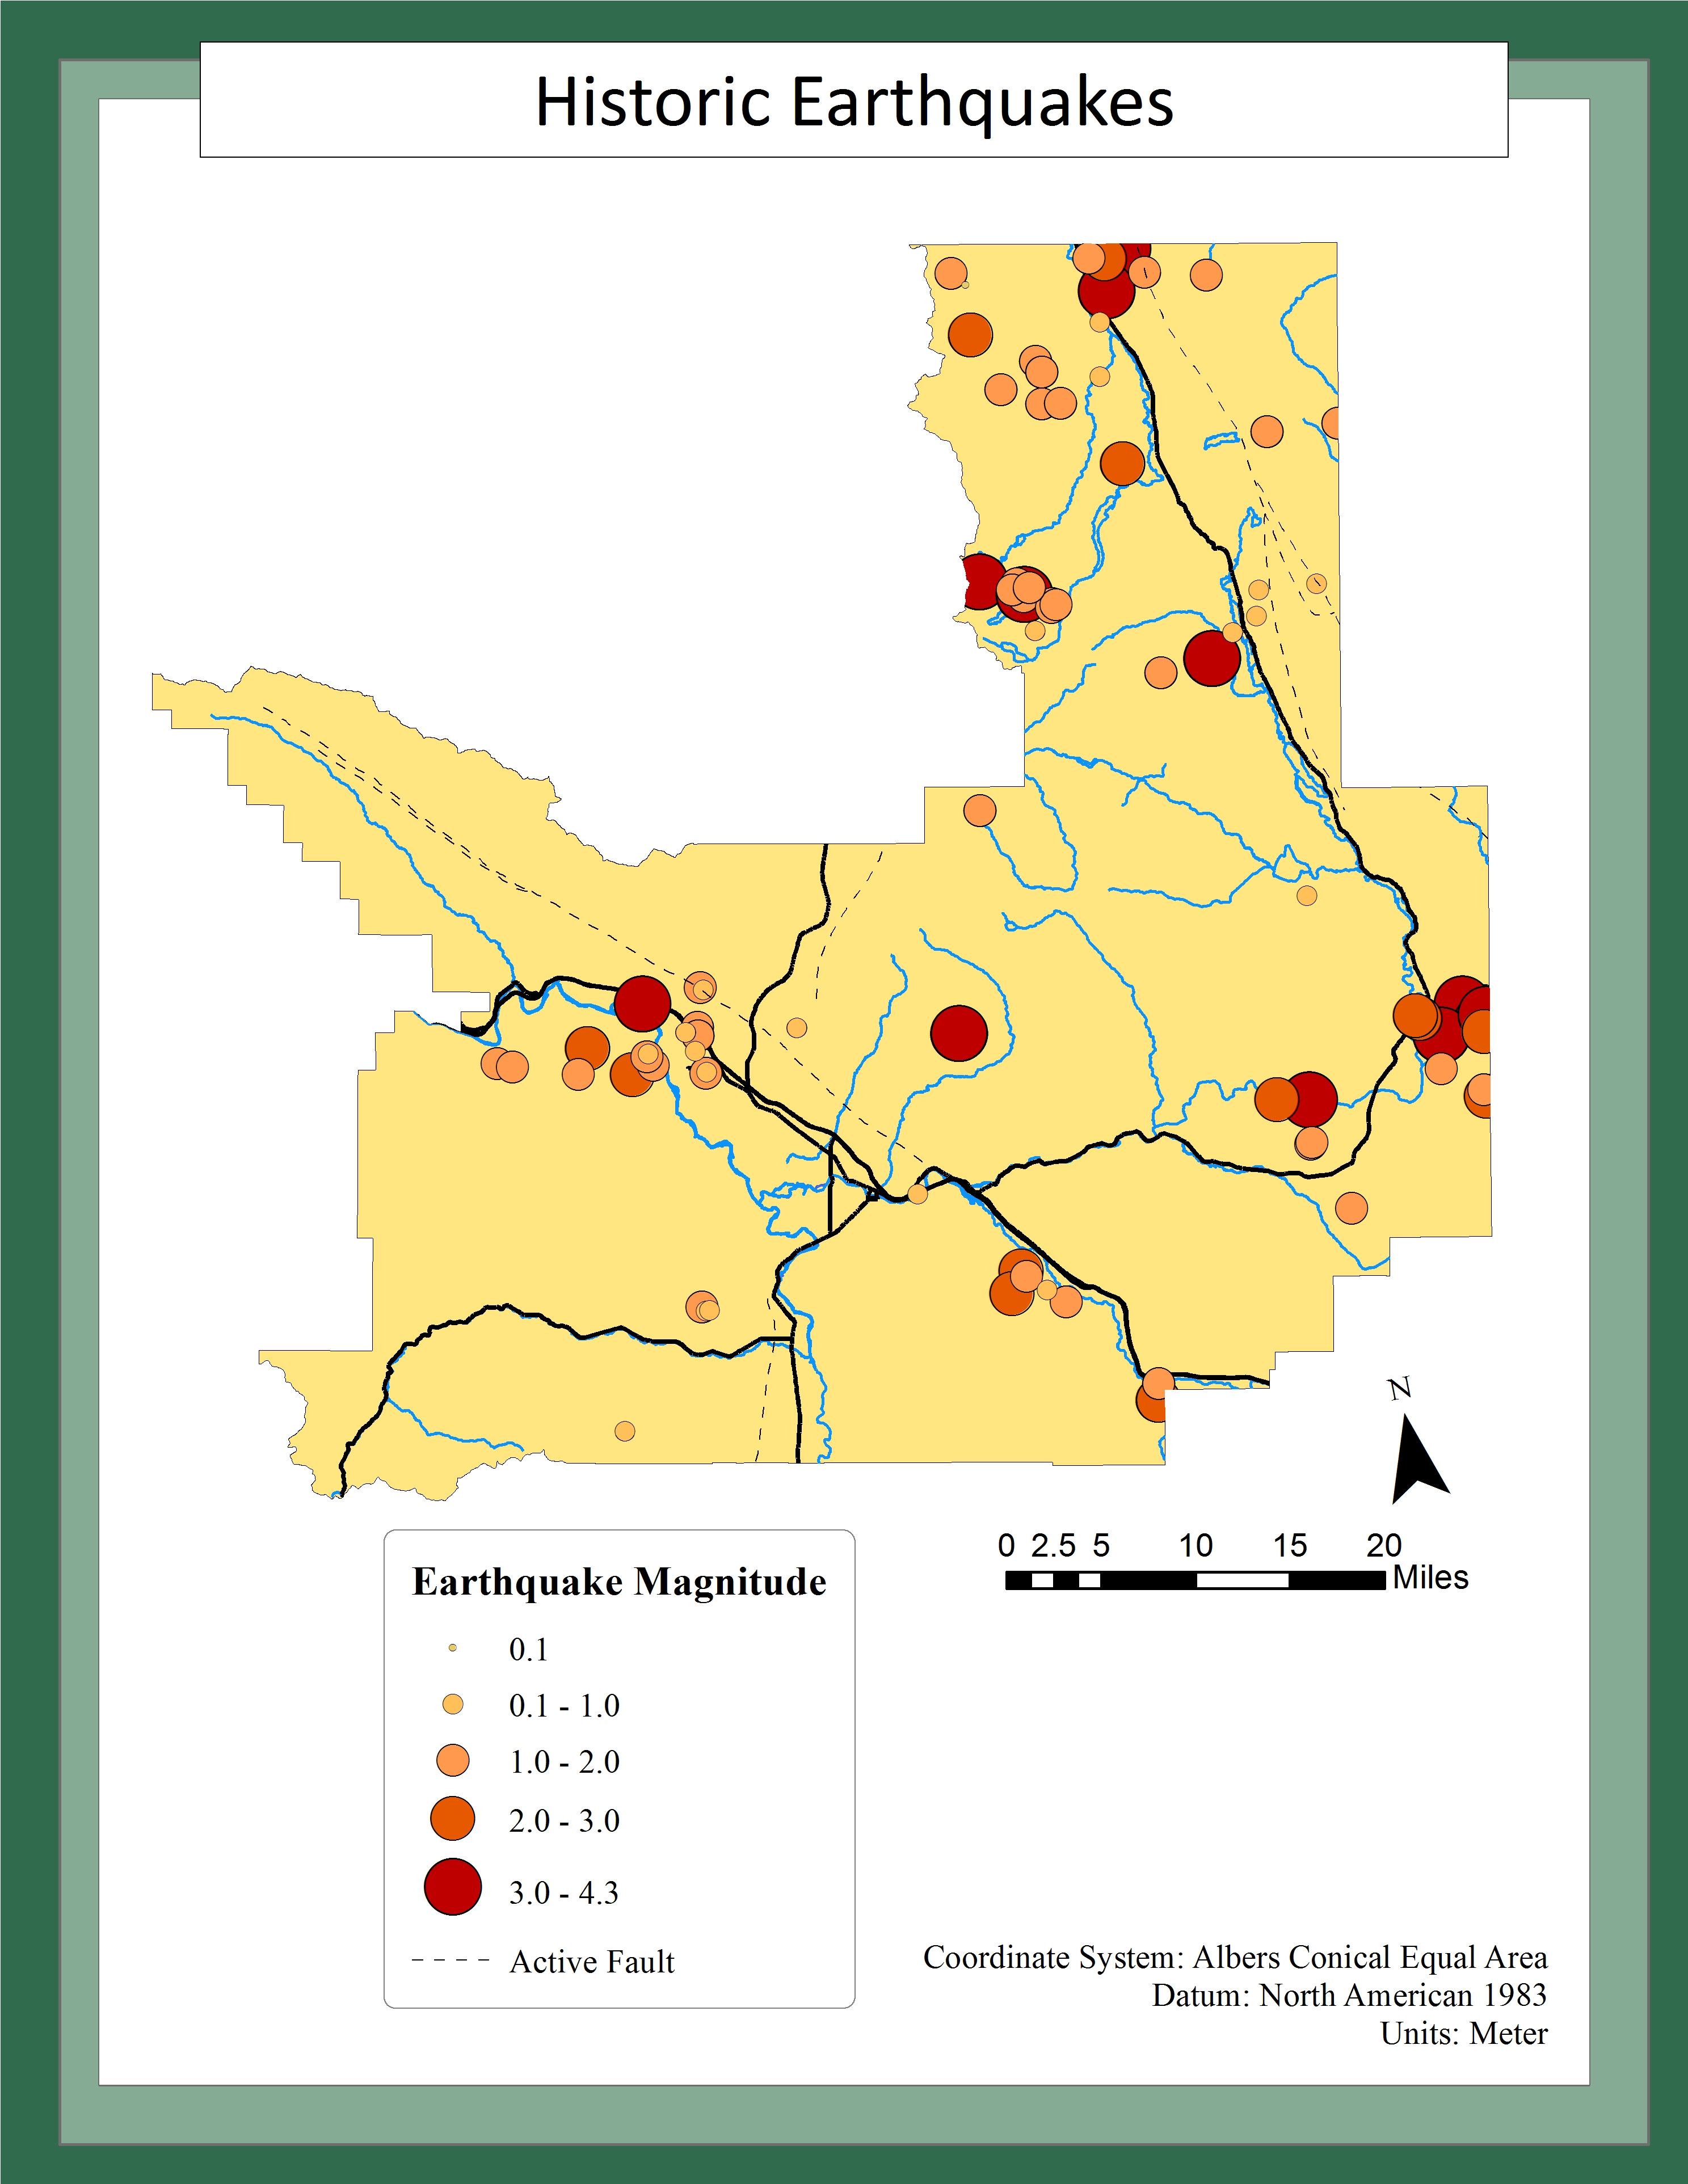 Historic Earthquakes
N
0 2.5 5 10 15 20
Miles
Earthquake Magnitude
0.1
0.1 - 1.0
1.0 - 2.0
2.0 - 3.0
3.0 - 4.3
Active Fault
Coordinate System: Albers Conical Equal Area
Datum: North American 1983
Units: Meter